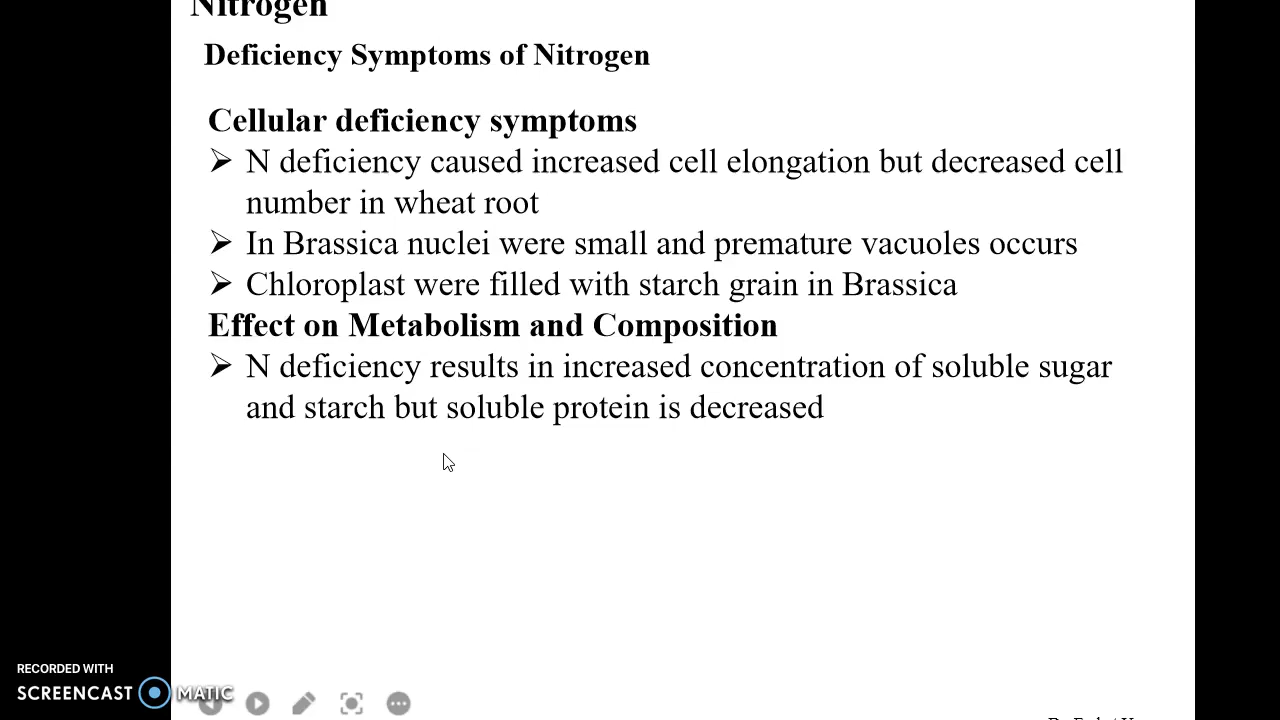 Nitrogen
Deficiency Symptoms of Nitrogen
Cellular deficiency symptoms
➢ N deficiency caused increased cell elongation but decreased cell
number in wheat root
➢ In Brassica nuclei were small and premature vacuoles occurs
➢ Chloroplast were filled with starch grain in Brassica
Effect on Metabolism and Composition
➢ N deficiency results in increased concentration of soluble sugar
and starch but soluble protein is decreased
RECORDED WITH
SCREENCAST MATIC